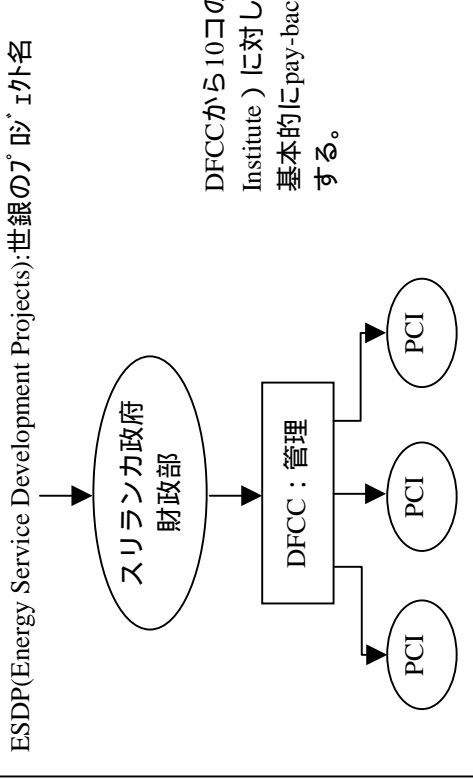 ESDP(Energy Service Development Projects):世銀のプロジェクト名
スリランカ政府
財政部
DFCC：管理
PCI
PCI
PCI
DFCCから10コの
Institute）に対し
基本的にpay-bac
する。